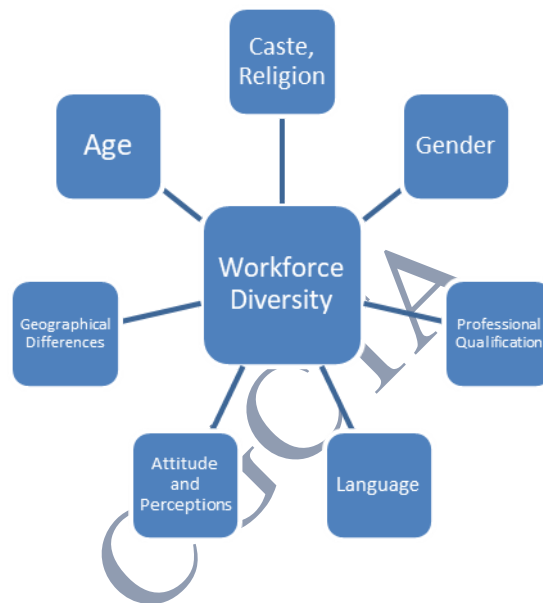 Caste,
Religion
Age
Gender
Workforce
Diversity
Geographical
Differences
Professional
Qualification
Attitude
and
Perceptions
Language